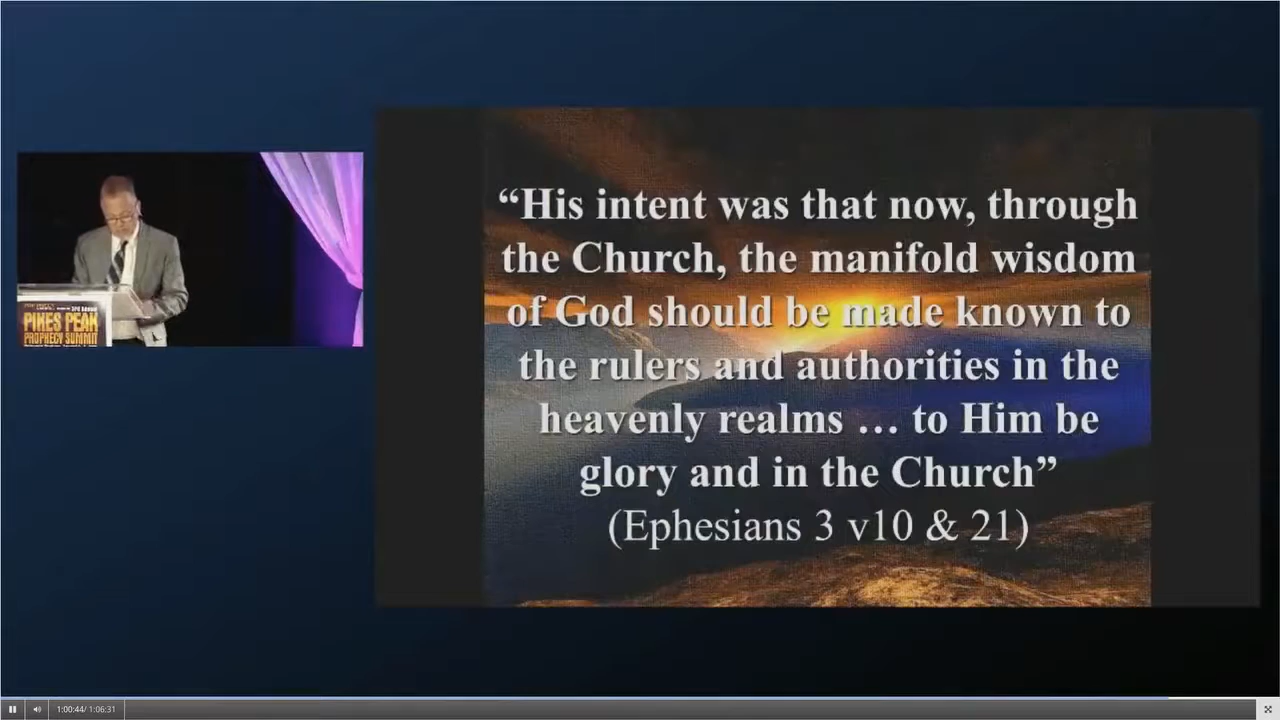 “His intent was that now, through
the Church, the manifold wisdom
of God should be made known to
the rulers and authorities in the
heavenly realms … to Him be
glory and in the Church”
(Ephesians 3 v10 & 21)
PIKES PEAK
PROPHECY SUMMIT
1:00:44/ 1:06:31